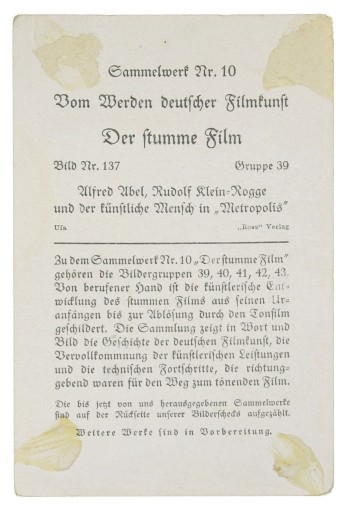 Sammelwerk Nr. 10
Vom Werden deutscher Filmkunst
Der stumme Film
Bild Nr. 137 Gruppe 39
Alfred Abel, Rudolf Klein-Rogge
und der künstliche Mensch in „Metropolis“
Ufa „Ross“ Verlag
Zu dem Sammelwerk Nr. 10 „Der stumme Film“
gehören die Bildergruppen 39, 40, 41, 42, 43.
Von berufener Hand ist die künstlerische Ent-
wicklung des stummen Films aus seinen Ur-
anfängen bis zur Ablösung durch den Tonfilm
geschildert. Die Sammlung zeigt in Wort und
Bild die Geschichte der deutschen Filmkunst, die
Vervollkommnung der künstlerischen Leistungen
und die technischen Fortschritte, die richtung-
gebend waren für den Weg zum tönenden Film.
Die bis jetzt von uns herausgegebenen Sammelwerke
sind auf der Rückseite unserer Bilderschecks aufgezählt.
Weitere Werke sind in Vorbereitung.